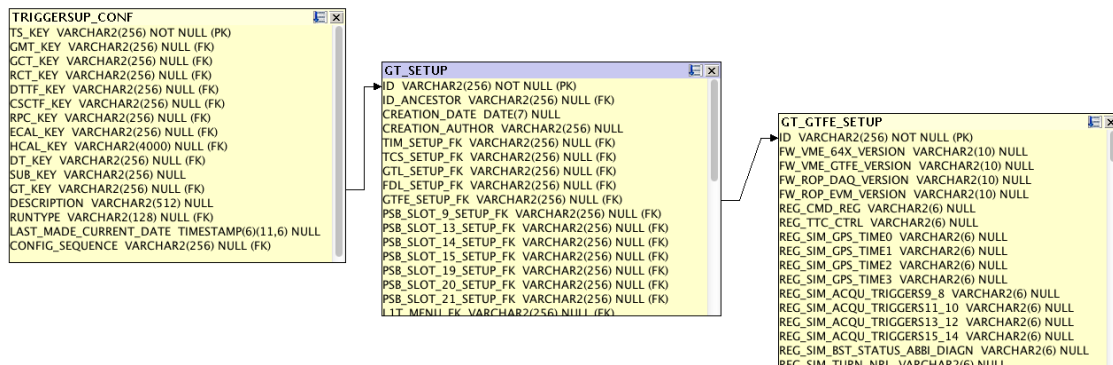 TRIGGERSUP_CONF
TS_KEY VARCHAR2(256) NOT NULL (PK)
GMT_KEY VARCHAR2(256) NULL (FK)
GCT_KEY VARCHAR2(256) NULL (FK)
RCT_KEY VARCHAR2(256) NULL (FK)
DTTF_KEY VARCHAR2(256) NULL (FK)
CSCTF_KEY VARCHAR2(256) NULL (FK)
RPC_KEY VARCHAR2(256) NULL (FK)
ECAL_KEY VARCHAR2(256) NULL (FK)
HCAL_KEY VARCHAR2(4000) NULL (FK)
DT_KEY VARCHAR2(256) NULL (FK)
SUB_KEY VARCHAR2(256) NULL
GT_KEY VARCHAR2(256) NULL (FK)
DESCRIPTION VARCHAR2(512) NULL
RUNTYPE VARCHAR2(128) NULL (FK)
LAST_MADE_CURRENT_DATE TIMESTAMP(6)(11,6) NULL
CONFIG_SEQUENCE VARCHAR2(256) NULL (FK)
GT_SETUP
ID VARCHAR2(256) NOT NULL (PK)
ID_ANCESTOR VARCHAR2(256) NULL (FK)
CREATION_DATE DATE(7) NULL
CREATION_AUTHOR VARCHAR2(256) NULL
TIM_SETUP_FK VARCHAR2(256) NULL (FK)
TCS_SETUP_FK VARCHAR2(256) NULL (FK)
GTL_SETUP_FK VARCHAR2(256) NULL (FK)
FDL_SETUP_FK VARCHAR2(256) NULL (FK)
GTFE_SETUP_FK VARCHAR2(256) NULL (FK)
PSB_SLOT_9_SETUP_FK VARCHAR2(256) NULL (FK)
PSB_SLOT_13_SETUP_FK VARCHAR2(256) NULL (FK)
PSB_SLOT_14_SETUP_FK VARCHAR2(256) NULL (FK)
PSB_SLOT_15_SETUP_FK VARCHAR2(256) NULL (FK)
PSB_SLOT_19_SETUP_FK VARCHAR2(256) NULL (FK)
PSB_SLOT_20_SETUP_FK VARCHAR2(256) NULL (FK)
PSB_SLOT_21_SETUP_FK VARCHAR2(256) NULL (FK)
L1T_MENU_FK VARCHAR2(256) NULL (FK)
GT_GTFE_SETUP
ID VARCHAR2(256) NOT NULL (PK)
FW_VME_64X_VERSION VARCHAR2(10) NULL
FW_VME_GTFE_VERSION VARCHAR2(10) NULL
FW_ROP_DAQ_VERSION VARCHAR2(10) NULL
FW_ROP_EVM_VERSION VARCHAR2(10) NULL
REG_CMD_REG VARCHAR2(6) NULL
REG_TTC_CTRL VARCHAR2(6) NULL
REG_SIM_GPS_TIME0 VARCHAR2(6) NULL
REG_SIM_GPS_TIME1 VARCHAR2(6) NULL
REG_SIM_GPS_TIME2 VARCHAR2(6) NULL
REG_SIM_GPS_TIME3 VARCHAR2(6) NULL
REG_SIM_ACQU_TRIGGERS9_8 VARCHAR2(6) NULL
REG_SIM_ACQU_TRIGGERS11_10 VARCHAR2(6) NULL
REG_SIM_ACQU_TRIGGERS13_12 VARCHAR2(6) NULL
REG_SIM_ACQU_TRIGGERS15_14 VARCHAR2(6) NULL
REG_SIM_BST_STATUS_ABBI_DIAGN VARCHAR2(6) NULL